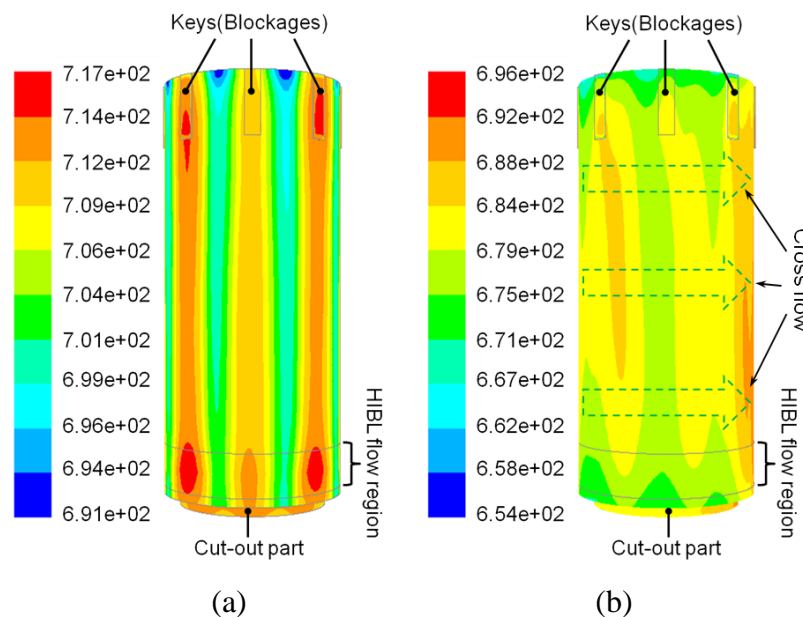 Keys(Blockages)
7.17e+02
7.14e+02
7.12e+02
7.09e+02
7.06e+02
7.04e+02
7.01e+02
6.99e+02
6.96e+02
6.94e+02
6.91e+02
HIBL flow
region
Cut-out part
(a)
Keys(Blockages)
6.96e+02
6.92e+02
6.88e+02
6.84e+02
6.79e+02
6.75e+02
6.71e+02
6.67e+02
6.62e+02
6.58e+02
6.54e+02
Cross flow
HIBL flow
region
Cut-out part
(b)